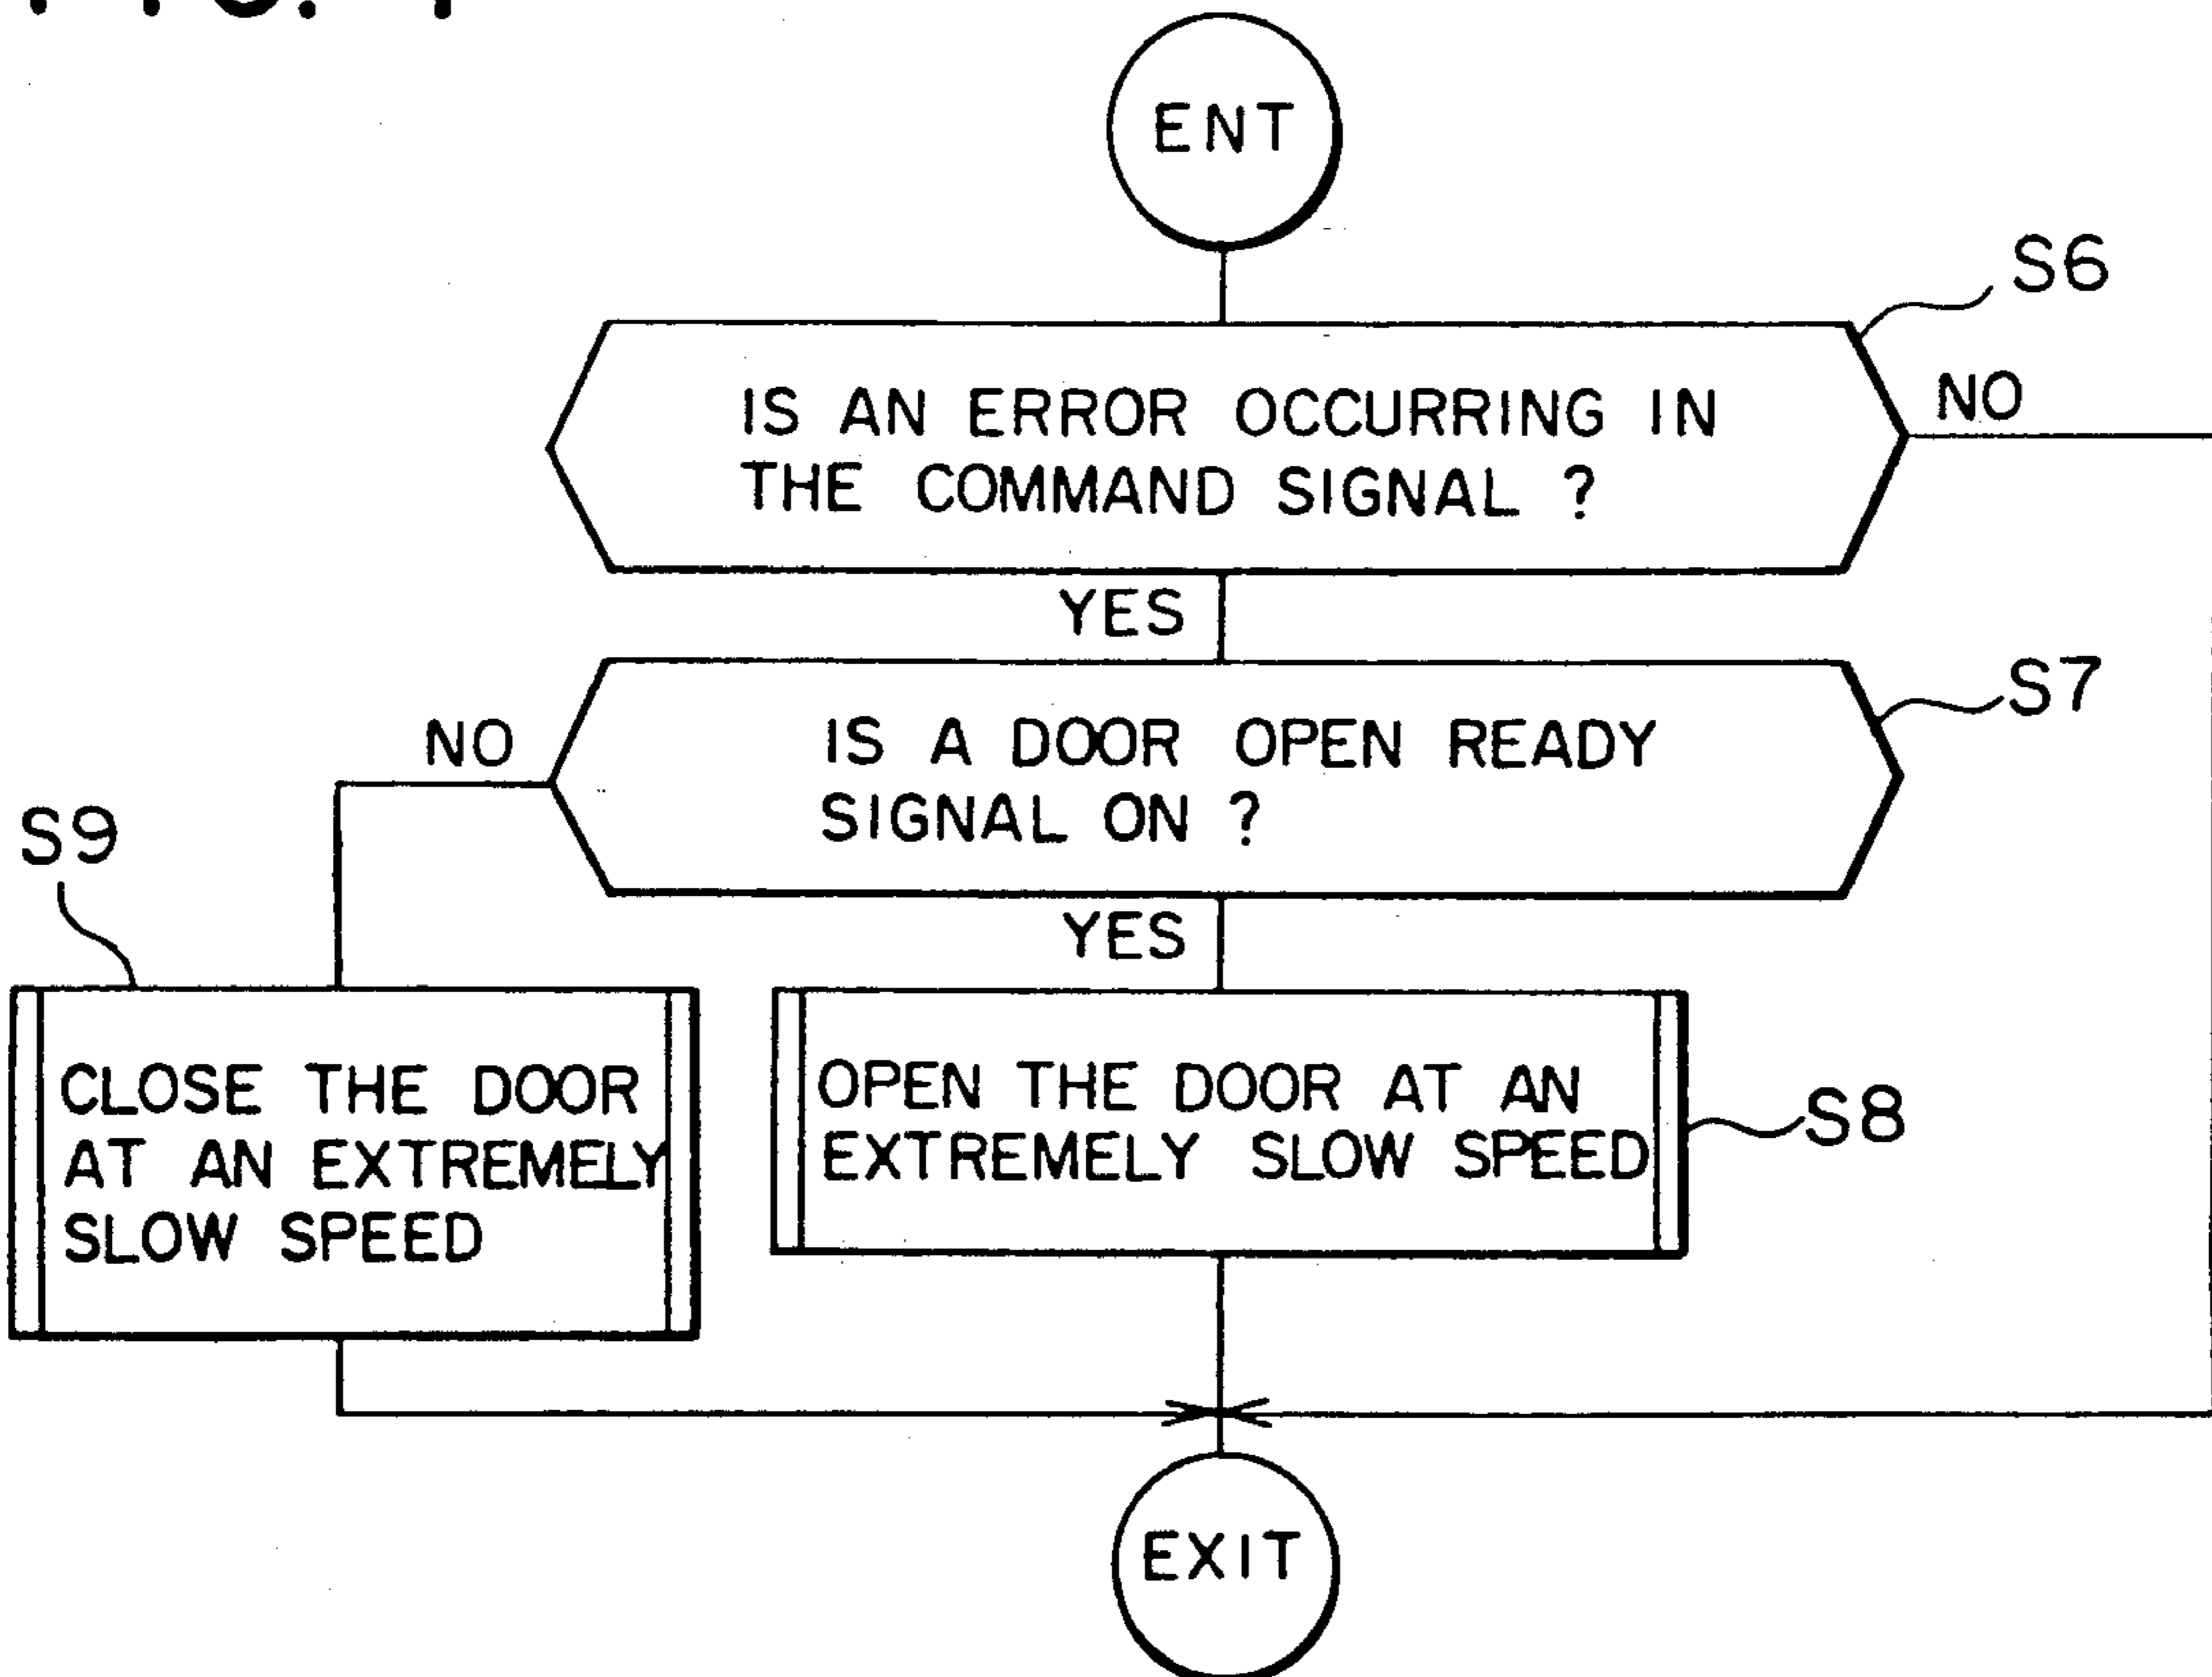 ENT
S6
IS AN ERROR OCCURRING IN
THE COMMAND SIGNAL ?
NO
YES
S7
IS A DOOR OPEN READY
SIGNAL ON ?
NO
YES
S9
CLOSE THE DOOR
AT AN EXTREMELY
SLOW SPEED
OPEN THE DOOR AT AN
EXTREMELY SLOW SPEED
S8
EXIT